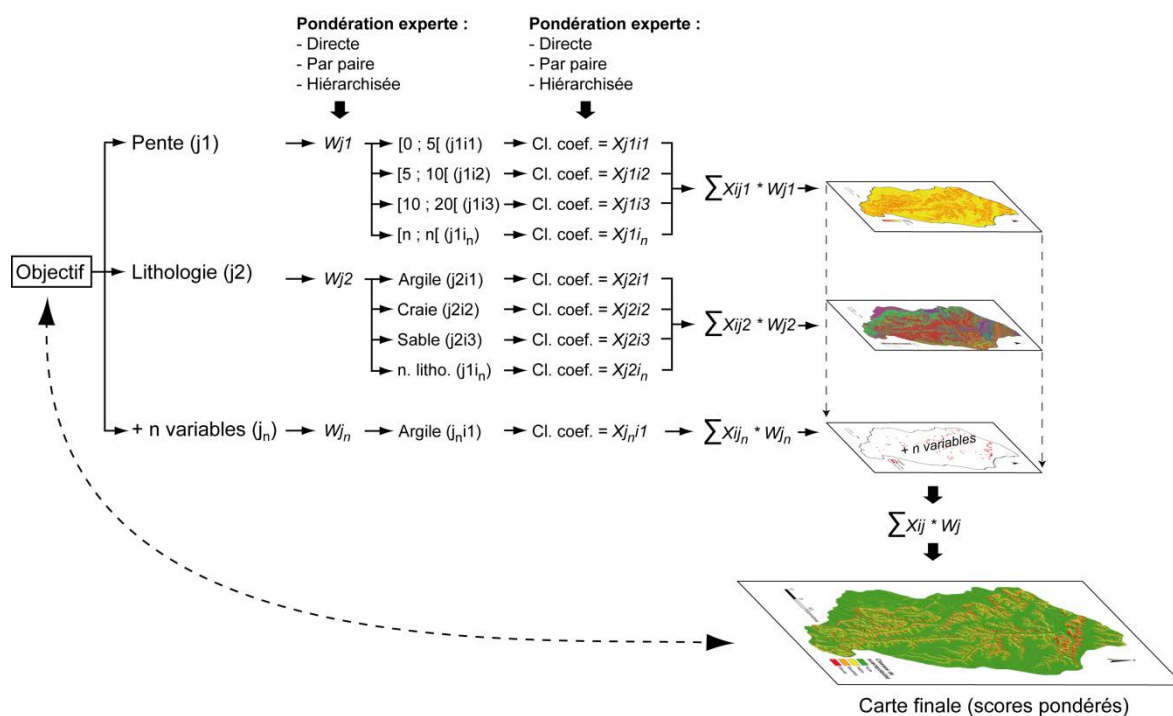 Pondération experte :
- Directe
- Par paire
- Hiérarchisée
Pondération experte :
- Directe
- Par paire
- Hiérarchisée
Objectif
Pente (j1)
Wj1
[0 ; 5[ (j1i1)
Cl. coef. = Xj1i1
[5 ; 10[ (j1i2)
Cl. coef. = Xj1i2
[10 ; 20[ (j1i3)
Cl. coef. = Xj1i3
[n ; n[ (j1iₙ)
Cl. coef. = Xj1iₙ
∑Xij1 * Wj1
Lithologie (j2)
Wj2
Argile (j2i1)
Cl. coef. = Xj2i1
Craie (j2i2)
Cl. coef. = Xj2i2
Sable (j2i3)
Cl. coef. = Xj2i3
n. litho. (j1iₙ)
Cl. coef. = Xj2iₙ
∑Xij2 * Wj2
+ n variables (jₙ)
Wjₙ
Argile (jₙi1)
Cl. coef. = Xjₙi1
∑Xijₙ * Wjₙ
+ n variables
∑Xij * Wj
Carte finale (scores pondérés)